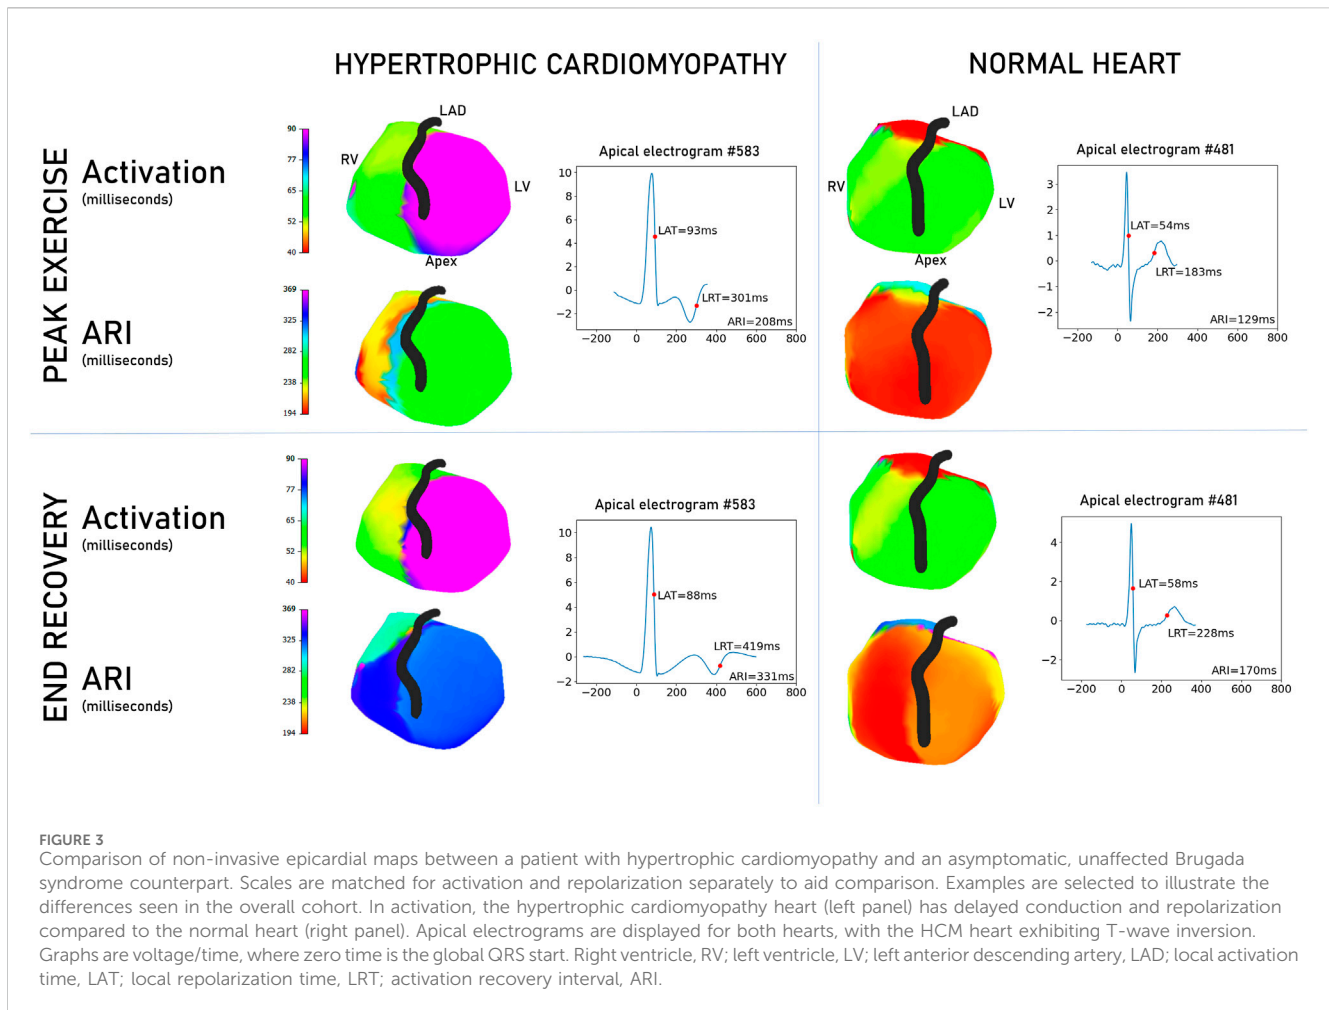 HYPERTROPHIC CARDIOMYOPATHY
NORMAL HEART
PEAK EXERCISE
Activation
(milliseconds)
90
77
65
52
40
LAD
RV
LV
Apex
Apical electrogram #583
10
8
6
4
2
0
−2
−200 0 200 400 600 800
LAT=93ms
LRT=301ms
ARI=208ms
LAD
RV
LV
Apex
Apical electrogram #481
3
2
1
0
−1
−2
−200 0 200 400 600 800
LAT=54ms
LRT=183ms
ARI=129ms
ARI
(milliseconds)
369
325
282
238
194
END RECOVERY
Activation
(milliseconds)
90
77
65
52
40
Apical electrogram #583
10
8
6
4
2
0
−2
−200 0 200 400 600 800
LAT=88ms
LRT=419ms
ARI=331ms
Apical electrogram #481
4
2
0
−2
−200 0 200 400 600 800
LAT=58ms
LRT=228ms
ARI=170ms
ARI
(milliseconds)
369
325
282
238
194
FIGURE 3
Comparison of non-invasive epicardial maps between a patient with hypertrophic cardiomyopathy and an asymptomatic, unaffected Brugada
syndrome counterpart. Scales are matched for activation and repolarization separately to aid comparison. Examples are selected to illustrate the
differences seen in the overall cohort. In activation, the hypertrophic cardiomyopathy heart (left panel) has delayed conduction and repolarization
compared to the normal heart (right panel). Apical electrograms are displayed for both hearts, with the HCM heart exhibiting T-wave inversion.
Graphs are voltage/time, where zero time is the global QRS start. Right ventricle, RV; left ventricle, LV; left anterior descending artery, LAD; local activation
time, LAT; local repolarization time, LRT; activation recovery interval, ARI.